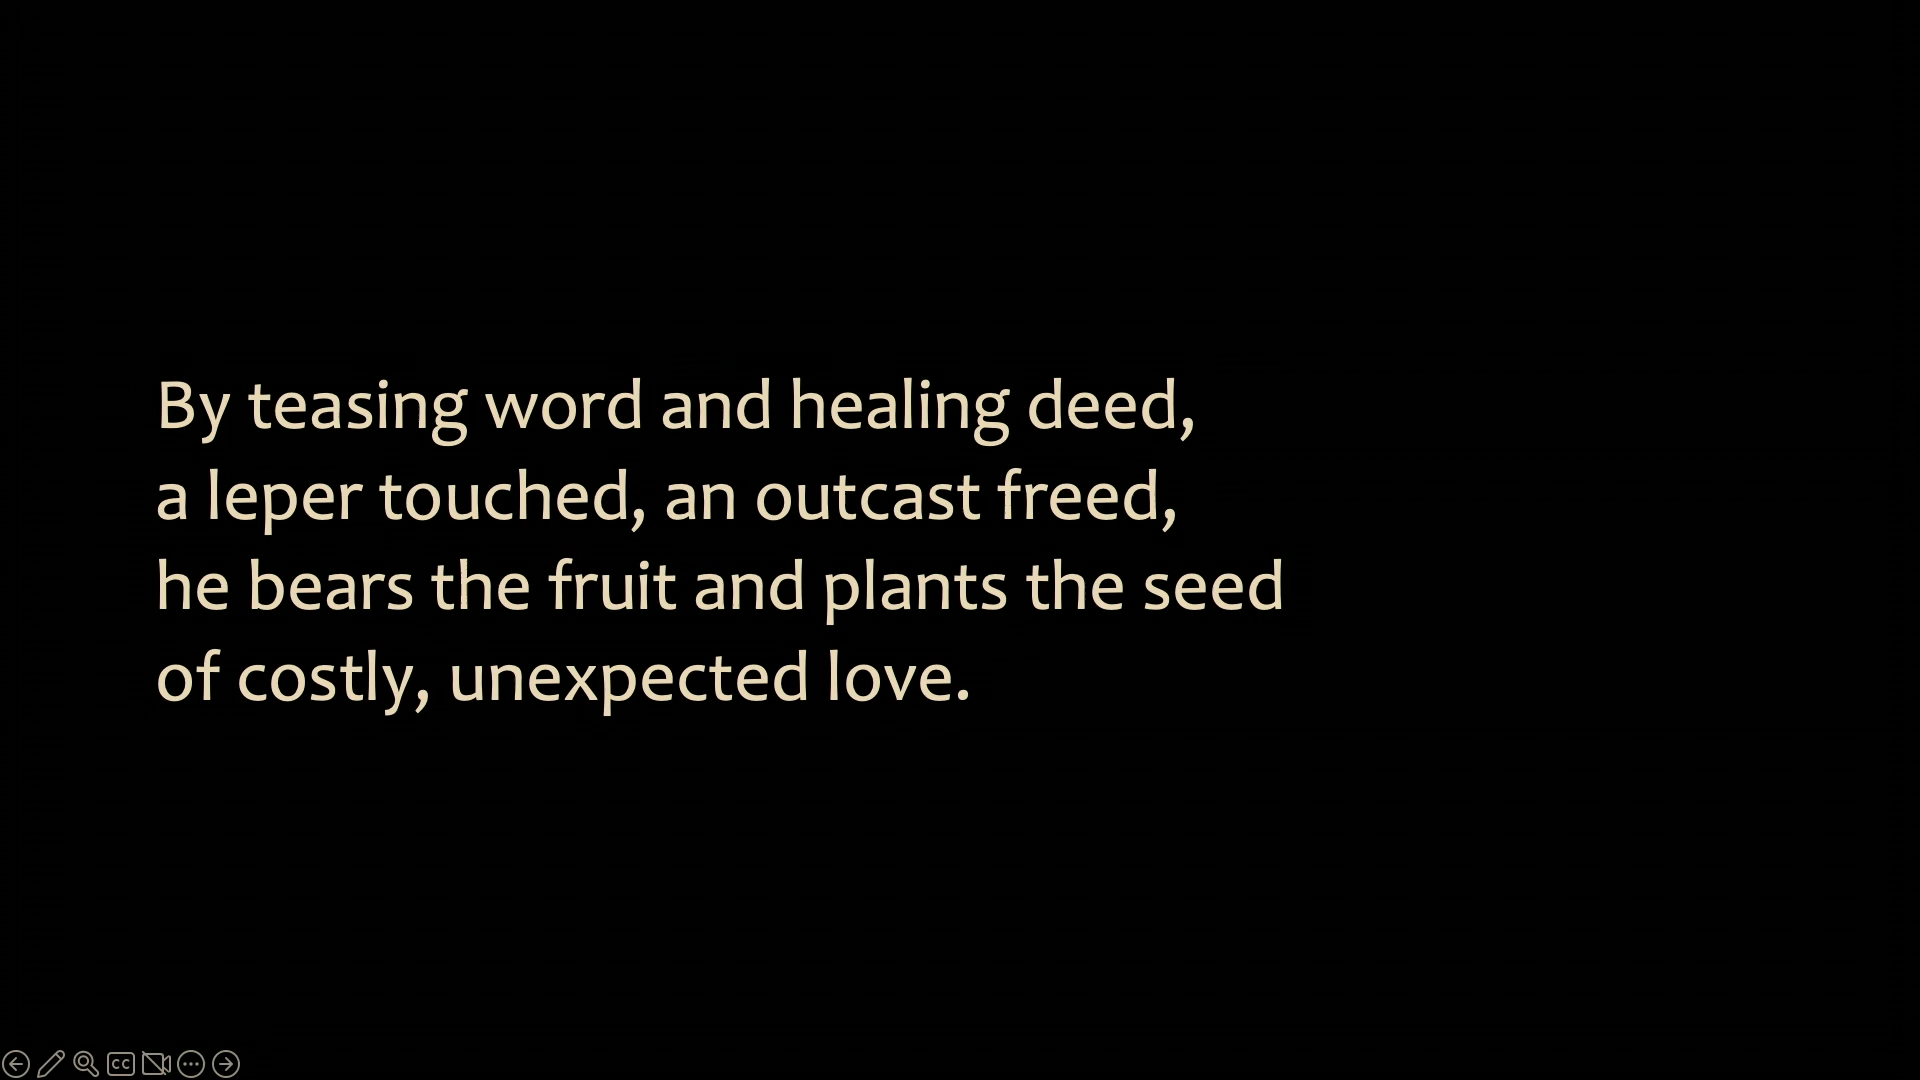 By teasing word and healing deed,
a leper touched, an outcast freed,
he bears the fruit and plants the seed
of costly, unexpected love.
CC